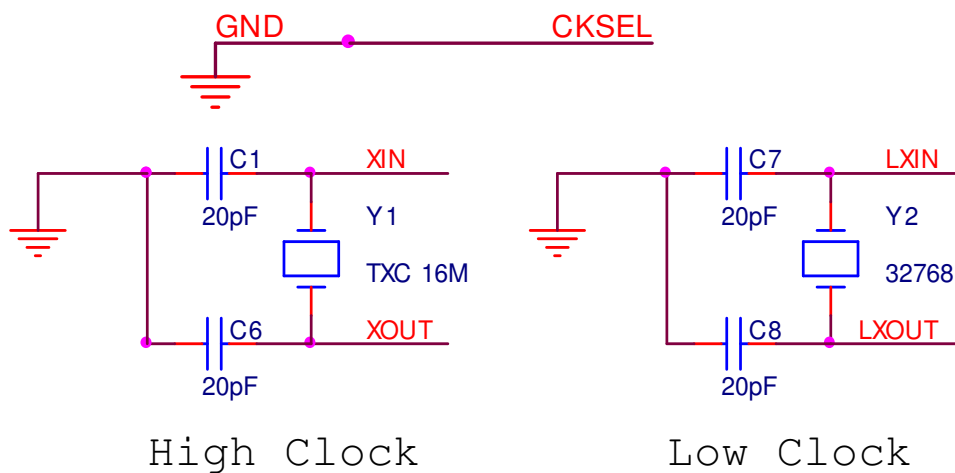 GND CKSEL
C1 XIN C7 LXIN
20pF Y1 20pF Y2
TXC 16M 32768
C6 XOUT C8 LXOUT
20pF 20pF
High Clock Low Clock